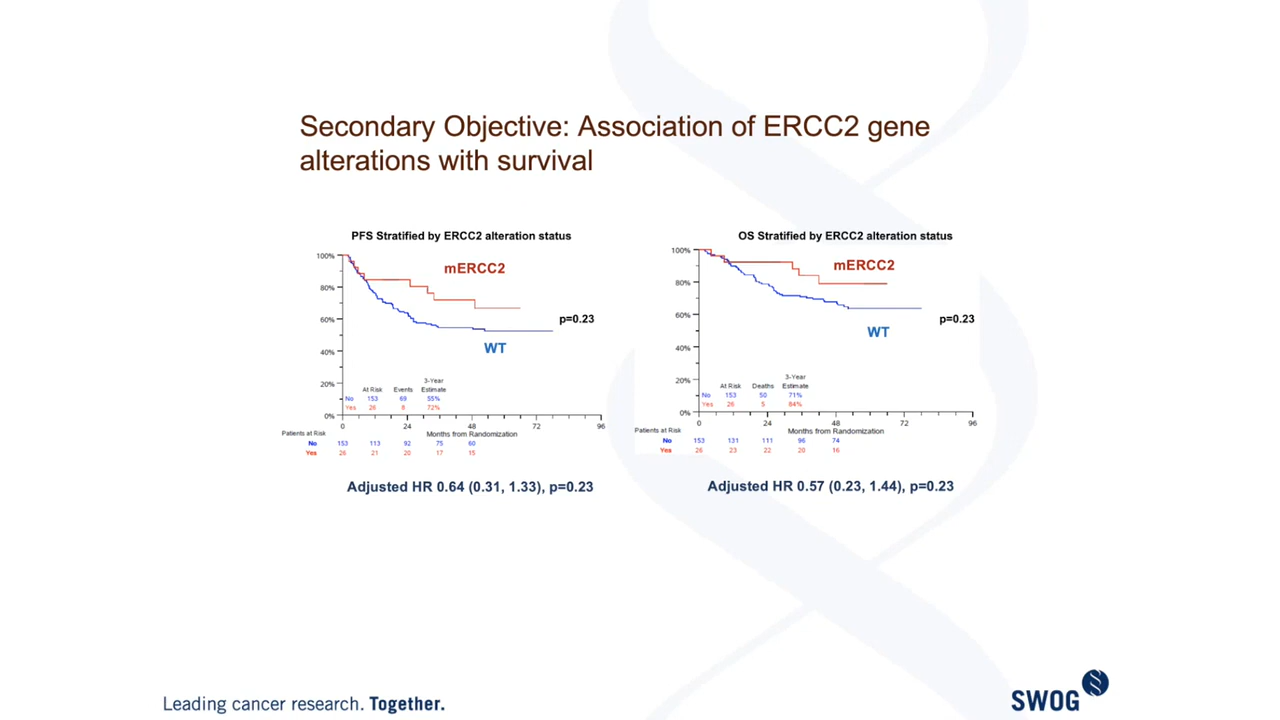 Secondary Objective: Association of ERCC2 gene
alterations with survival
PFS Stratified by ERCC2 alteration status
100%
80%
60%
40%
20%
0%
mERCC2
p=0.23
WT
3-Year
At Risk Events Estimate
No 153 69 55%
Yes 26 8 72%
0 24 48 72 96
Patients at Risk
Months from Randomization
No 153 113 92 75 60
Yes 26 21 20 17 15
Adjusted HR 0.64 (0.31, 1.33), p=0.23
OS Stratified by ERCC2 alteration status
100%
80%
60%
40%
20%
0%
mERCC2
p=0.23
WT
3-Year
At Risk Deaths Estimate
No 153 50 71%
Yes 26 5 84%
0 24 48 72 96
Patients at Risk
Months from Randomization
No 153 131 111 96 74
Yes 26 23 22 20 16
Adjusted HR 0.57 (0.23, 1.44), p=0.23
Leading cancer research. Together.
SWOG